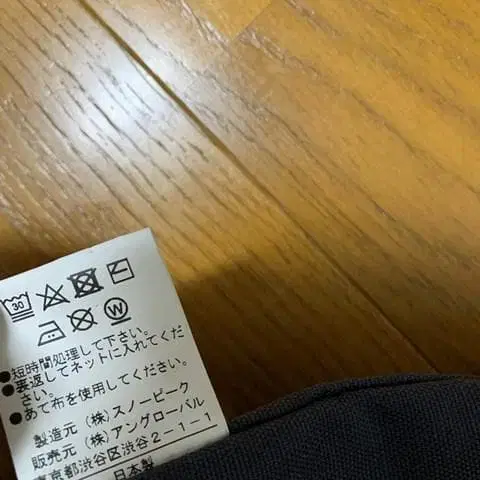 30
W
●短時間処理して下さい。
●裏返してネットに入れてくだ
さい。
●あて布を使用してください。
製造元 (株)スノーピーク
販売元 (株)アングローバル
東京都渋谷区渋谷2-1-1
日本製